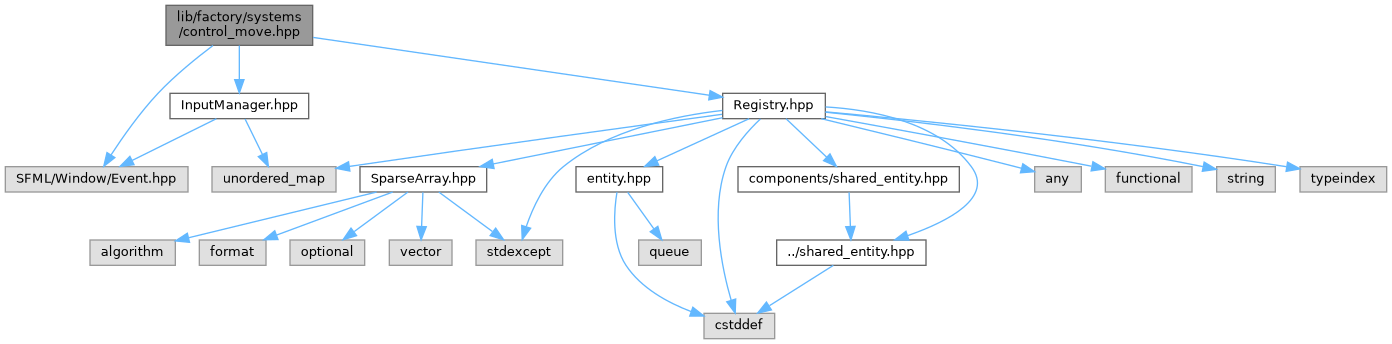 lib/factory/systems
/control_move.hpp
InputManager.hpp
Registry.hpp
SFML/Window/Event.hpp
unordered_map
SparseArray.hpp
entity.hpp
components/shared_entity.hpp
any
functional
string
typeindex
algorithm
format
optional
vector
stdexcept
queue
../shared_entity.hpp
cstddef